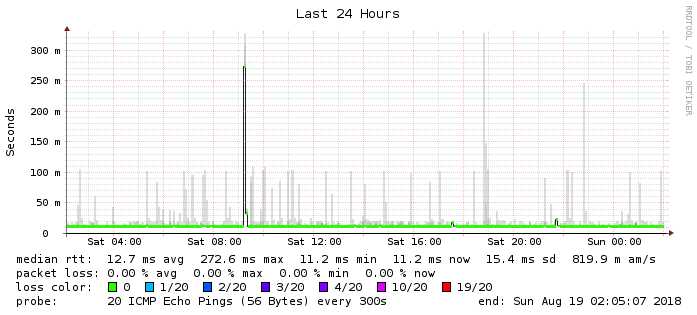 Last 24 Hours
RRDTOOL / TOBI OETIKER
Seconds
300 m
250 m
200 m
150 m
100 m
50 m
0
Sat 04:00 Sat 08:00 Sat 12:00 Sat 16:00 Sat 20:00 Sun 00:00
median rtt: 12.7 ms avg 272.6 ms max 11.2 ms min 11.2 ms now 15.4 ms sd 819.9 m am/s
packet loss: 0.00 % avg 0.00 % max 0.00 % min 0.00 % now
loss color: 0 1/20 2/20 3/20 4/20 10/20 19/20
probe: 20 ICMP Echo Pings (56 Bytes) every 300s end: Sun Aug 19 02:05:07 2018